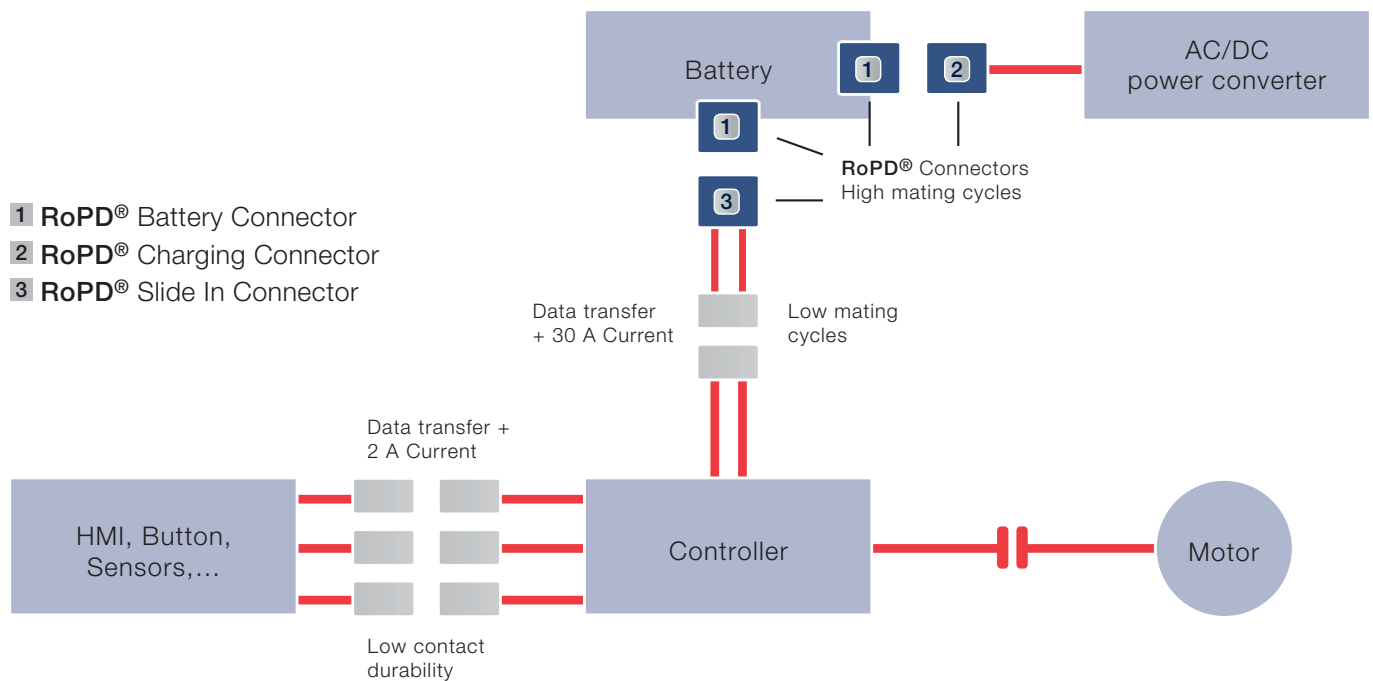 Battery
1
2
AC/DC
power converter
1
RoPD® Connectors
High mating cycles
3
1 RoPD® Battery Connector
2 RoPD® Charging Connector
3 RoPD® Slide In Connector
Data transfer
+ 30 A Current
Low mating
cycles
Data transfer +
2 A Current
HMI, Button,
Sensors,...
Controller
Motor
Low contact
durability